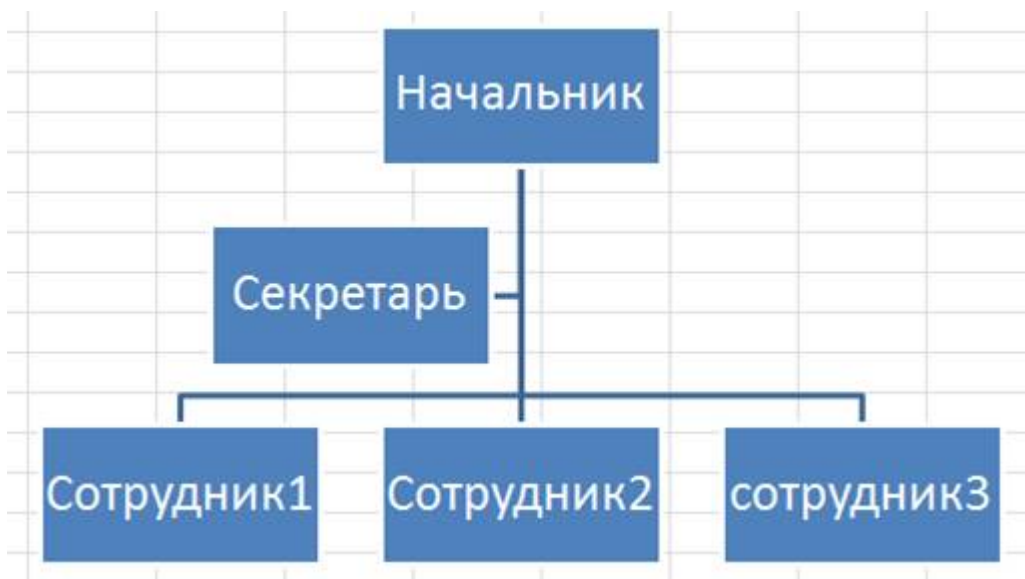 Начальник
Секретарь
Сотрудник1
Сотрудник2
сотрудник3